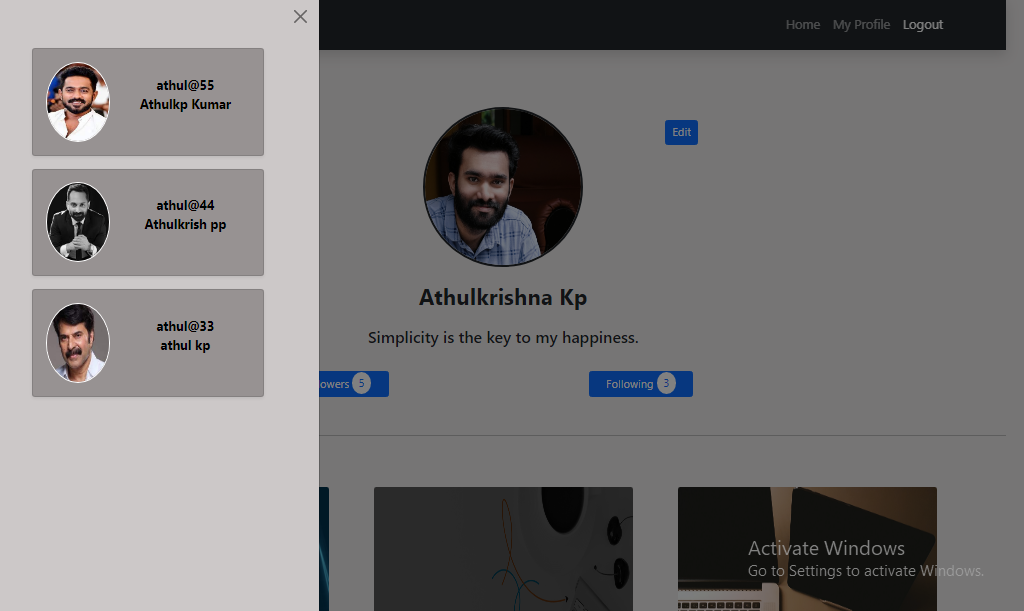 Home My Profile Logout
athul@55
Athulkp Kumar
athul@44
Athulkrish pp
athul@33
athul kp
Edit
Athulkrishna Kp
Simplicity is the key to my happiness.
owers 5
Following 3
Activate Windows
Go to Settings to activate Windows.